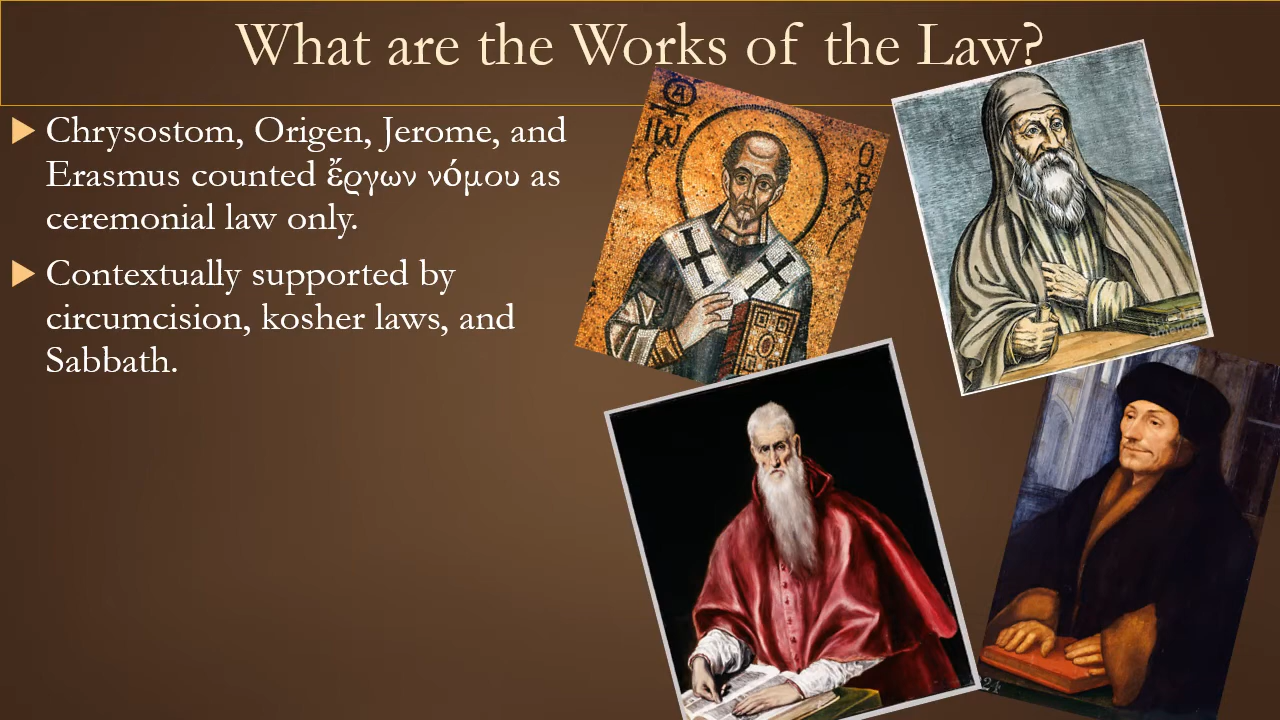 What are the Works of the Law?
Chrysostom, Origen, Jerome, and
Erasmus counted ἔργων νόμου as
ceremonial law only.
Contextually supported by
circumcision, kosher laws, and
Sabbath.